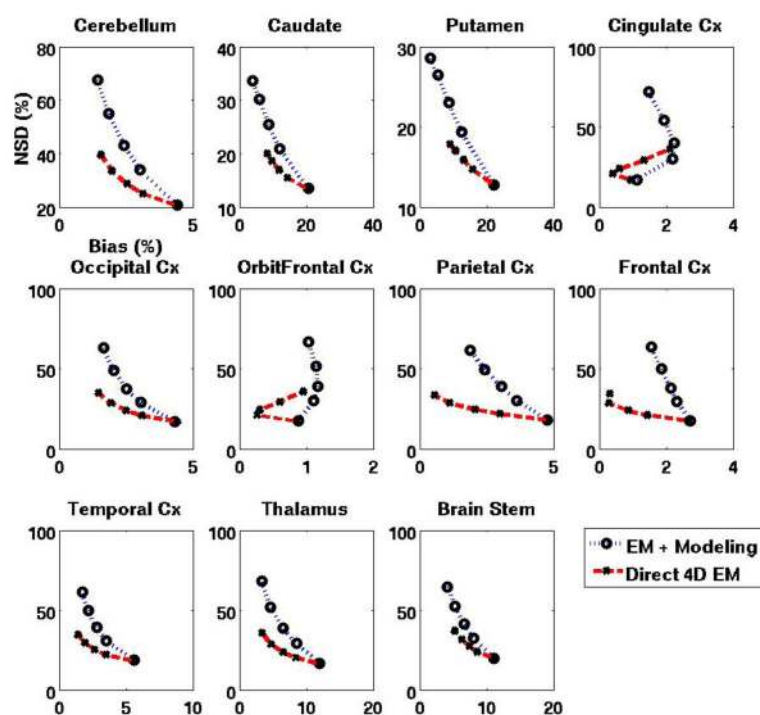 Cerebellum Caudate Putamen Cingulate Cx
80 40 30 100
NSD (%)
60 30
20 50
40 20
20 10 10 0
0 5 0 20 40 0 20 40 0 2 4
Bias (%)
Occipital Cx OrbitFrontal Cx Parietal Cx Frontal Cx
100 100 100 100
50 50 50 50
0 0 0 0
0 5 0 1 2 0 5 0 2 4
Temporal Cx Thalamus Brain Stem
100 100 100
EM + Modeling
50 50 50
Direct 4D EM
0 0 0
0 5 10 0 10 20 0 10 20